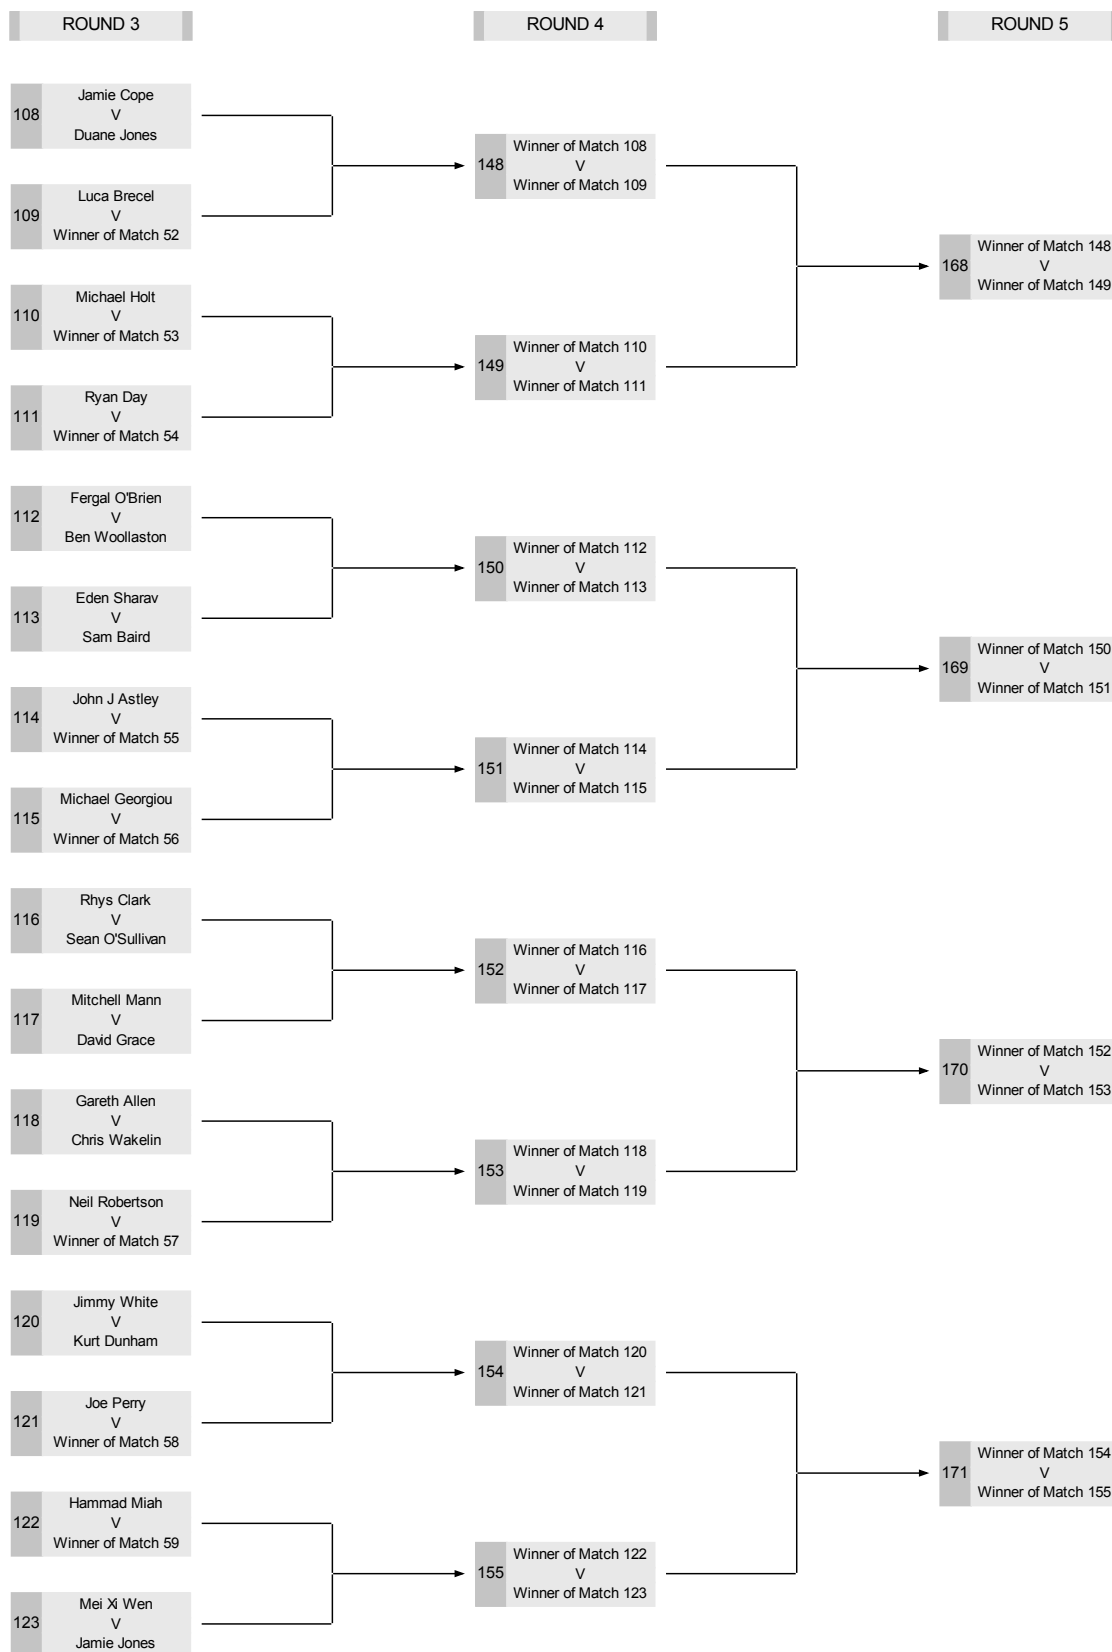 ROUND 3
ROUND 4
ROUND 5
108
Jamie Cope
V
Duane Jones
109
Luca Brecel
V
Winner of Match 52
110
Michael Holt
V
Winner of Match 53
111
Ryan Day
V
Winner of Match 54
112
Fergal O'Brien
V
Ben Woollaston
113
Eden Sharav
V
Sam Baird
114
John J Astley
V
Winner of Match 55
115
Michael Georgiou
V
Winner of Match 56
116
Rhys Clark
V
Sean O'Sullivan
117
Mitchell Mann
V
David Grace
118
Gareth Allen
V
Chris Wakelin
119
Neil Robertson
V
Winner of Match 57
120
Jimmy White
V
Kurt Dunham
121
Joe Perry
V
Winner of Match 58
122
Hammad Miah
V
Winner of Match 59
123
Mei Xi Wen
V
Jamie Jones
148
Winner of Match 108
V
Winner of Match 109
149
Winner of Match 110
V
Winner of Match 111
150
Winner of Match 112
V
Winner of Match 113
151
Winner of Match 114
V
Winner of Match 115
152
Winner of Match 116
V
Winner of Match 117
153
Winner of Match 118
V
Winner of Match 119
154
Winner of Match 120
V
Winner of Match 121
155
Winner of Match 122
V
Winner of Match 123
168
Winner of Match 148
V
Winner of Match 149
169
Winner of Match 150
V
Winner of Match 151
170
Winner of Match 152
V
Winner of Match 153
171
Winner of Match 154
V
Winner of Match 155